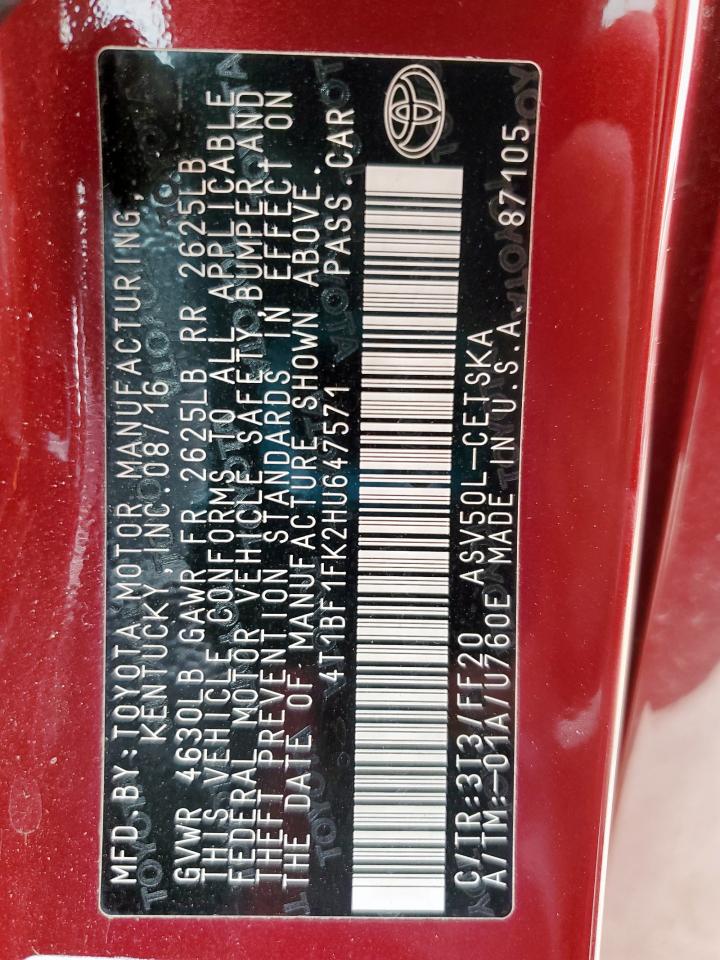 MFD.BY:TOYOTA MOTOR MANUFACTURING,
KENTUCKY,INC.08/16
GVWR 4630LB GAWR FR 2625LB RR 2625LB
THIS VEHICLE CONFORMS TO ALL APPLICABLE
FEDERAL MOTOR VEHICLE SAFETY,BUMPER,AND
THEFT PREVENTION STANDARDS IN EFFECT ON
THE DATE OF MANUFACTURE SHOWN ABOVE.
4T1BF1FK2HU647571 PASS.CAR
C/TR:3T3/FF20 ASV50L-CETSKA
A/TM:-01A/U760E MADE IN U.S.A. 87105